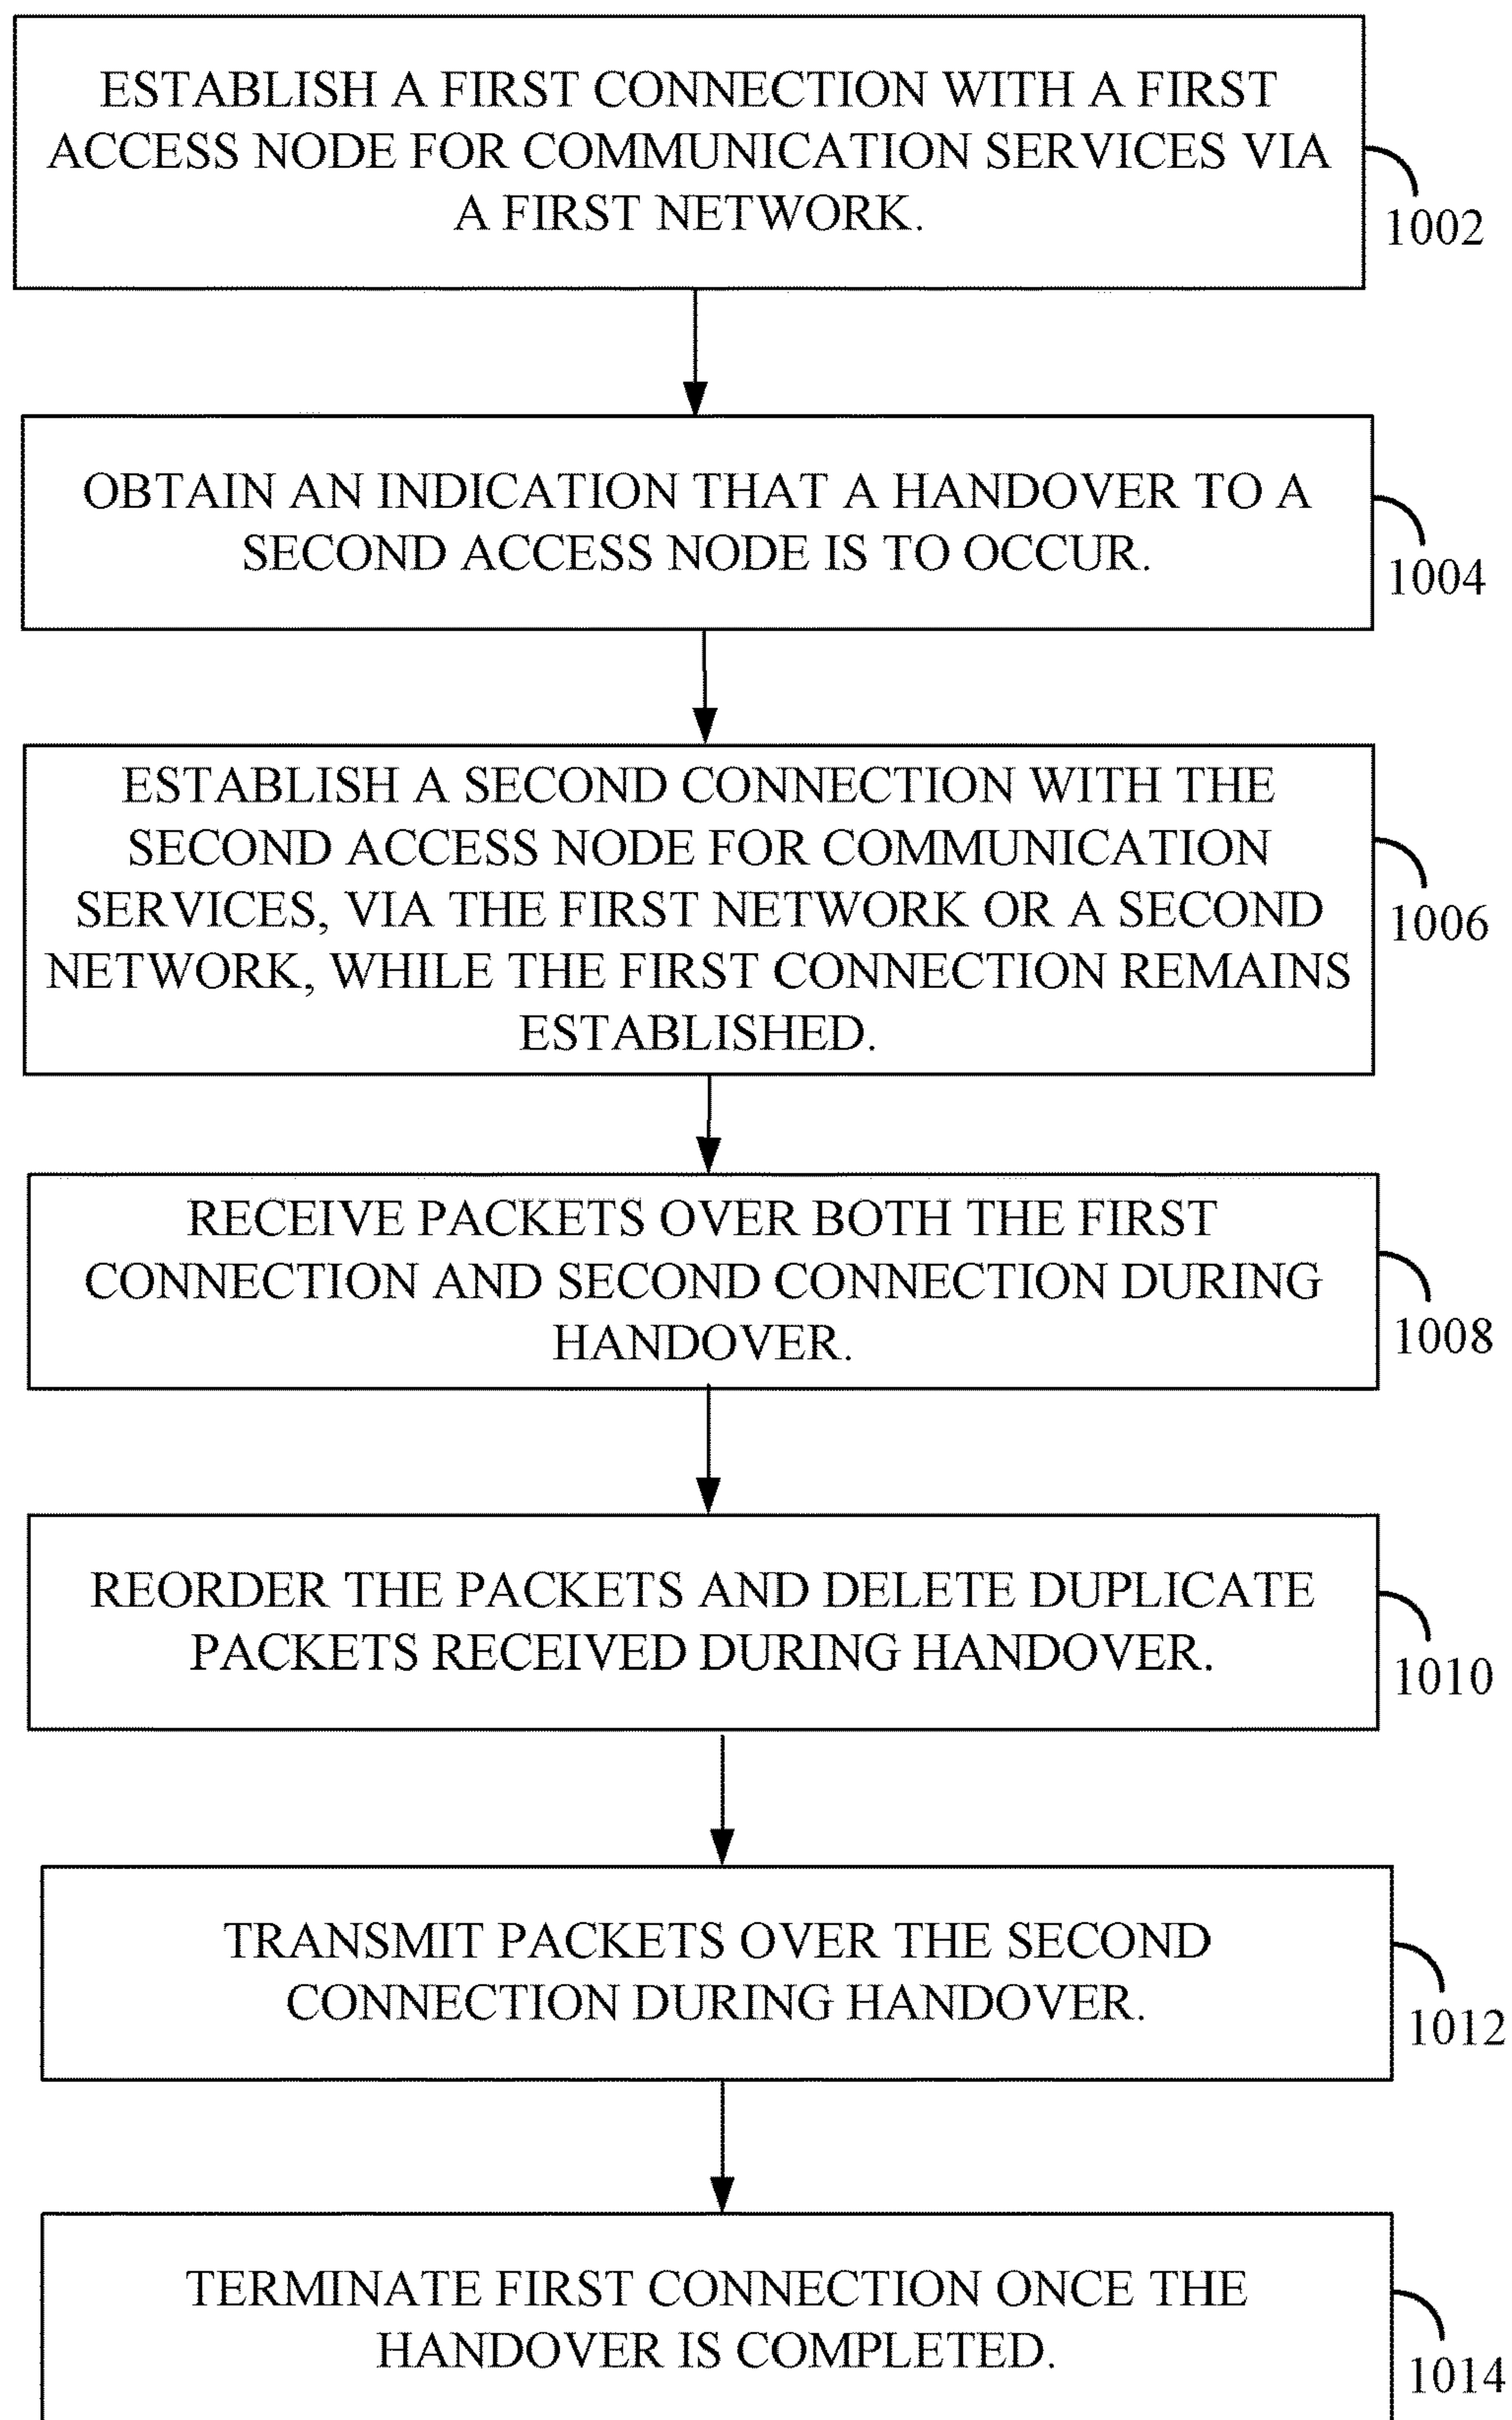 ESTABLISH A FIRST CONNECTION WITH A FIRST
ACCESS NODE FOR COMMUNICATION SERVICES VIA
A FIRST NETWORK.
1002
OBTAIN AN INDICATION THAT A HANDOVER TO A
SECOND ACCESS NODE IS TO OCCUR.
1004
ESTABLISH A SECOND CONNECTION WITH THE
SECOND ACCESS NODE FOR COMMUNICATION
SERVICES, VIA THE FIRST NETWORK OR A SECOND
NETWORK, WHILE THE FIRST CONNECTION REMAINS
ESTABLISHED.
1006
RECEIVE PACKETS OVER BOTH THE FIRST
CONNECTION AND SECOND CONNECTION DURING
HANDOVER.
1008
REORDER THE PACKETS AND DELETE DUPLICATE
PACKETS RECEIVED DURING HANDOVER.
1010
TRANSMIT PACKETS OVER THE SECOND
CONNECTION DURING HANDOVER.
1012
TERMINATE FIRST CONNECTION ONCE THE
HANDOVER IS COMPLETED.
1014